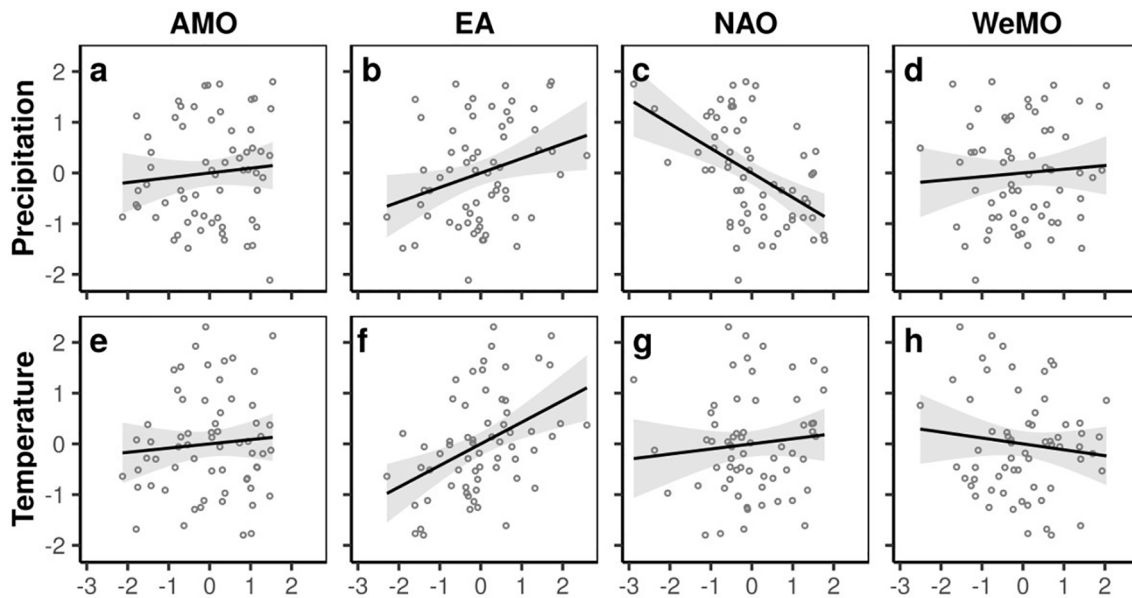 AMO EA NAO WeMO
Precipitation
a b c d
2
1
0
-1
-2
Temperature
e f g h
2
1
0
-1
-2
-3 -2 -1 0 1 2 -3 -2 -1 0 1 2 -3 -2 -1 0 1 2 -3 -2 -1 0 1 2